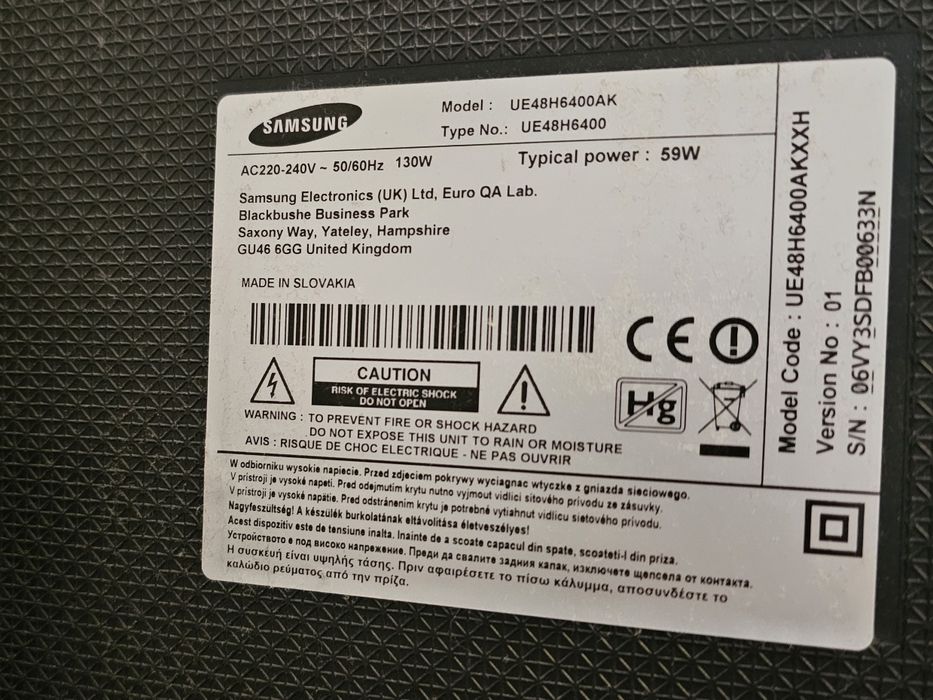 SAMSUNG
Model : UE48H6400AK
Type No.: UE48H6400
AC220-240V ~ 50/60Hz 130W
Typical power : 59W
Samsung Electronics (UK) Ltd, Euro QA Lab.
Blackbushe Business Park
Saxony Way, Yateley, Hampshire
GU46 6GG United Kingdom
MADE IN SLOVAKIA
CE
CAUTION
RISK OF ELECTRIC SHOCK
DO NOT OPEN
Hg
WARNING : TO PREVENT FIRE OR SHOCK HAZARD
DO NOT EXPOSE THIS UNIT TO RAIN OR MOISTURE
AVIS : RISQUE DE CHOC ELECTRIQUE - NE PAS OUVRIR
W odbiorniku wysokie napiecie. Przed zdjeciem pokrywy wyciagnac wtyczke z gniazda sieciowego.
V prístroji je vysoké napetí. Pred odejmutím krytu nutno vyjmout vidlici sitového prívodu ze zásuvky.
V prístroji je vysoké napätie. Pred odstránením krytu je potrebné vytiahnut vidlicu sietového prívodu.
Nagyfeszültség! A készülék burkolatának eltávolítása életveszélyes!
Acest dispozitiv este de tensiune inalta. Inainte de a scoate capacul din spate, scoateti-l din priza.
Устройството е под високо напрежение. Преди да свалите задния капак, изключете щепсела от контакта.
Η συσκευή είναι υψηλής τάσης. Πριν αφαιρέσετε το πίσω κάλυμμα, αποσυνδέστε το
καλώδιο ρεύματος από την πρίζα.
Model Code : UE48H6400AKXXXH
Version No : 01
S/N : 06VY3SDFB00633N